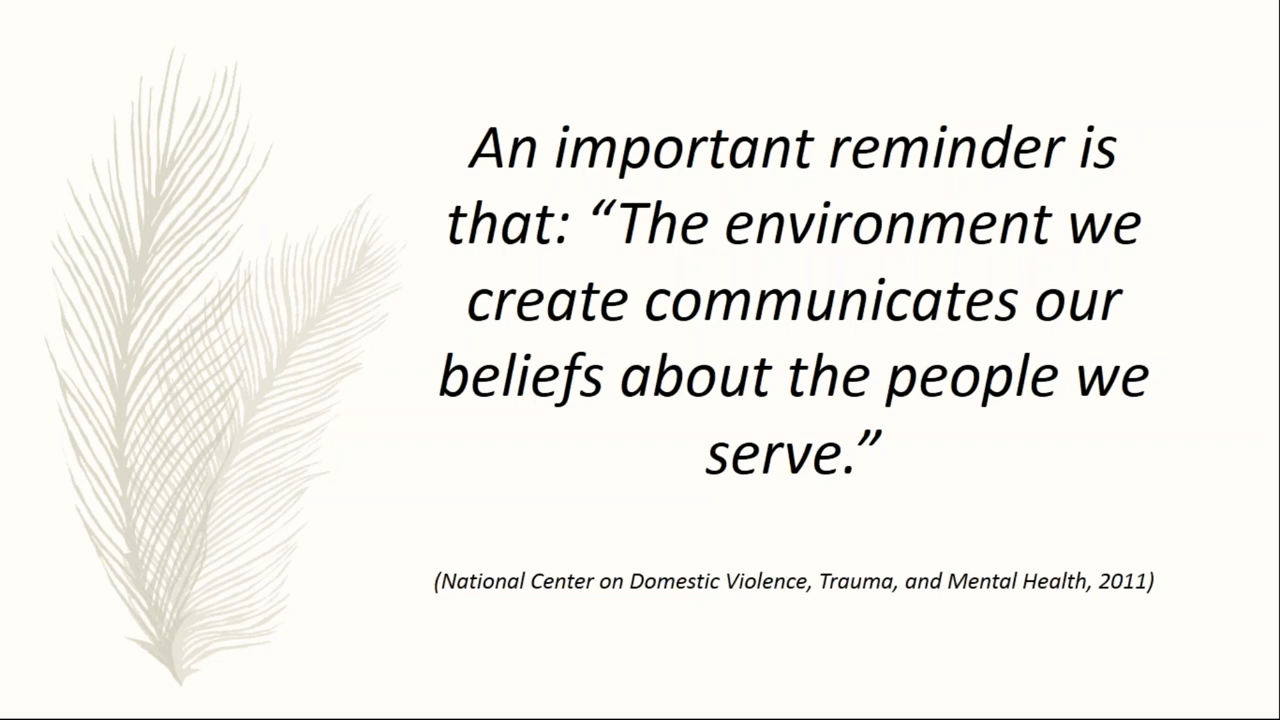 An important reminder is
that: “The environment we
create communicates our
beliefs about the people we
serve.”
(National Center on Domestic Violence, Trauma, and Mental Health, 2011)